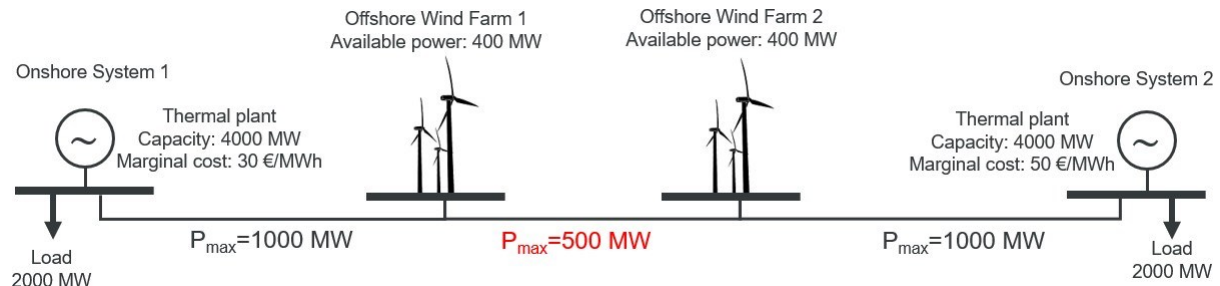 Offshore Wind Farm 1
Available power: 400 MW
Offshore Wind Farm 2
Available power: 400 MW
Onshore System 1
Thermal plant
Capacity: 4000 MW
Marginal cost: 30 €/MWh
Onshore System 2
Thermal plant
Capacity: 4000 MW
Marginal cost: 50 €/MWh
~
~
Load
2000 MW
Pmax=1000 MW
Pmax=500 MW
Pmax=1000 MW
Load
2000 MW